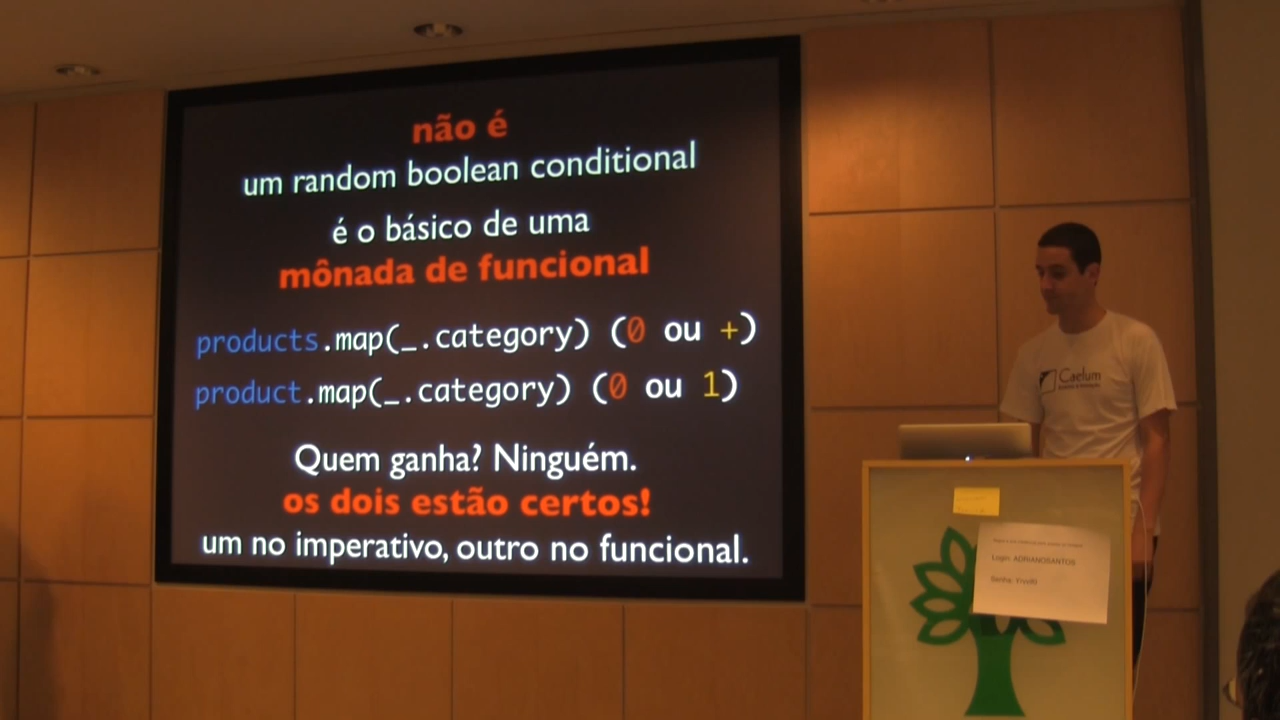 não é
um random boolean conditional
é o básico de uma
mônada de funcional
products.map(_.category) (0 ou +)
product.map(_.category) (0 ou 1)
Quem ganha? Ninguém.
os dois estão certos!
um no imperativo, outro no funcional.
Caelum
Login: ADRIANOSANTOS
Senha: